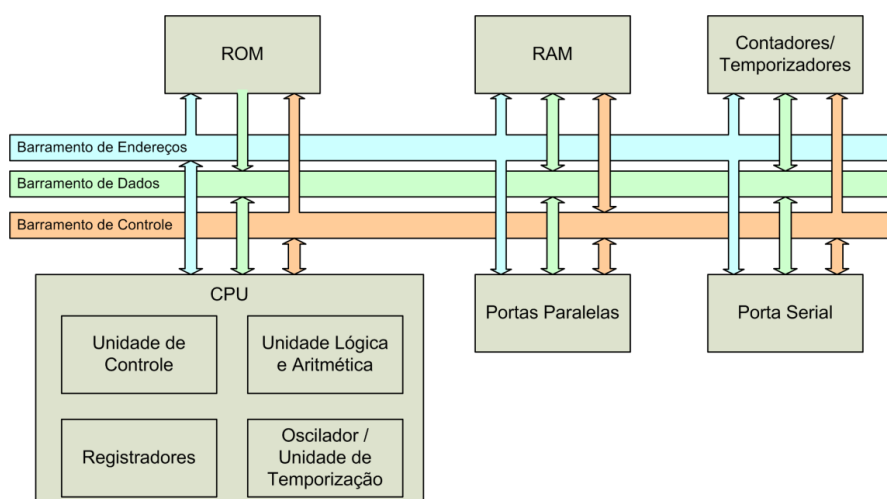 ROM
RAM
Contadores/
Temporizadores
Barramento de Endereços
Barramento de Dados
Barramento de Controle
CPU
Unidade de
Controle
Unidade Lógica
e Aritmética
Registradores
Oscilador /
Unidade de
Temporização
Portas Paralelas
Porta Serial